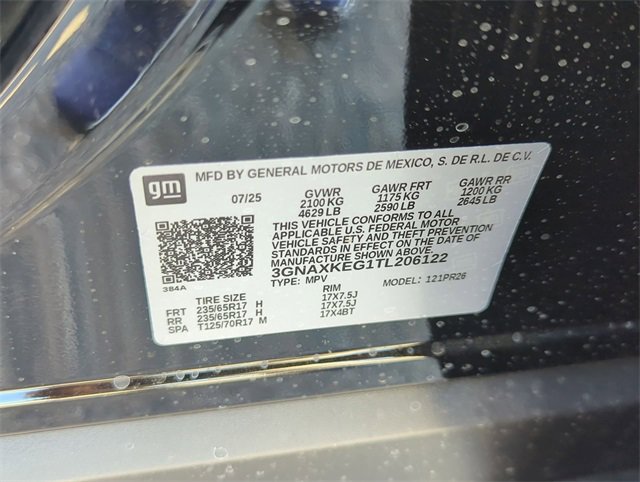 gm MFD BY GENERAL MOTORS DE MEXICO, S. DE R.L. DE C.V.
07/25 GVWR GAWR FRT GAWR RR
2100 KG 1175 KG 1200 KG
4629 LB 2590 LB 2645 LB
THIS VEHICLE CONFORMS TO ALL
APPLICABLE U.S. FEDERAL MOTOR
VEHICLE SAFETY AND THEFT PREVENTION
STANDARDS IN EFFECT ON THE DATE OF
MANUFACTURE SHOWN ABOVE.
3GNAXKEG1TL206122
384A TYPE: MPV MODEL: 121PR26
TIRE SIZE RIM
FRT 235/65R17 H 17X7.5J
RR 235/65R17 H 17X7.5J
SPA T125/70R17 M 17X4BT